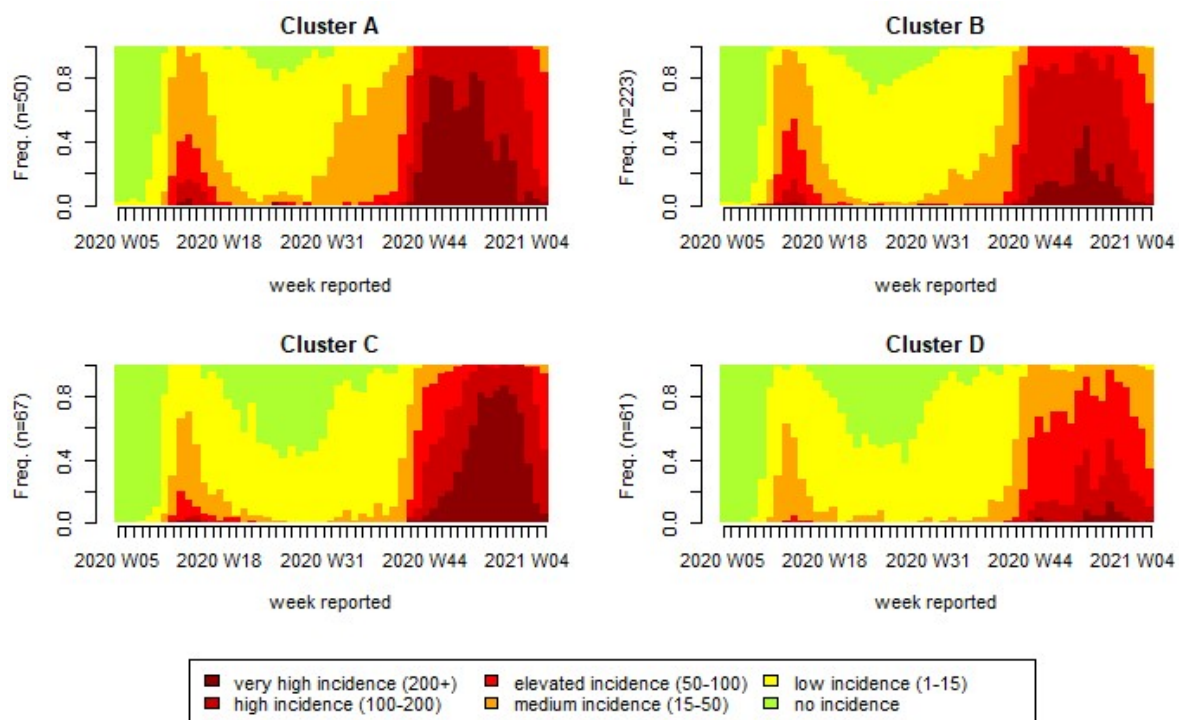 Cluster A
Freq. (n=50)
0.0 0.4 0.8
2020 W05 2020 W18 2020 W31 2020 W44 2021 W04
week reported
Cluster B
Freq. (n=223)
0.0 0.4 0.8
2020 W05 2020 W18 2020 W31 2020 W44 2021 W04
week reported
Cluster C
Freq. (n=67)
0.0 0.4 0.8
2020 W05 2020 W18 2020 W31 2020 W44 2021 W04
week reported
Cluster D
Freq. (n=61)
0.0 0.4 0.8
2020 W05 2020 W18 2020 W31 2020 W44 2021 W04
week reported
very high incidence (200+) elevated incidence (50-100) low incidence (1-15)
high incidence (100-200) medium incidence (15-50) no incidence